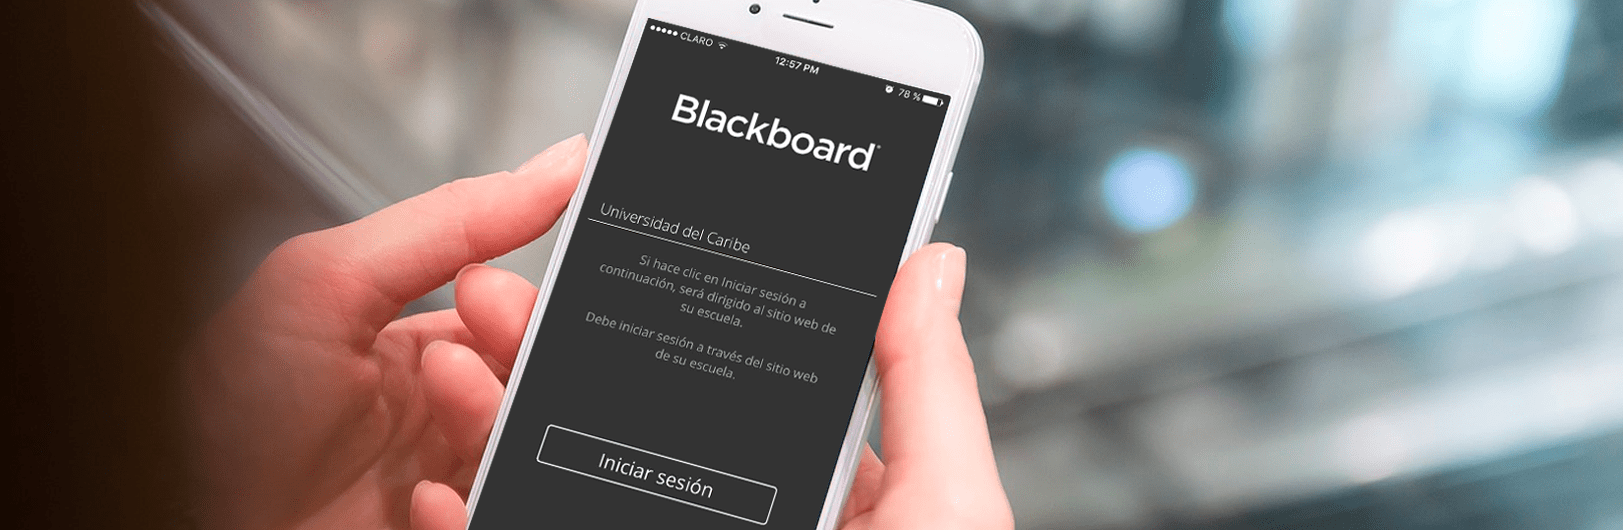 CLARO
12:57 PM
78 %
Blackboard
Universidad del Caribe
Si hace clic en Iniciar sesión a
continuación, será dirigido al sitio web de
su escuela.
Debe iniciar sesión a través del sitio web
de su escuela.
Iniciar sesión